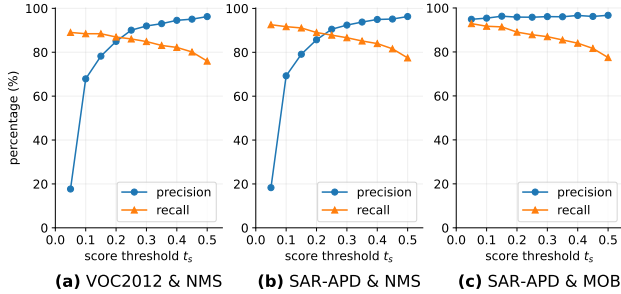 percentage (%)
100
80
60
40
20
0
0.0 0.1 0.2 0.3 0.4 0.5
score threshold tₛ
precision
recall
(a) VOC2012 & NMS
100
80
60
40
20
0
0.0 0.1 0.2 0.3 0.4 0.5
score threshold tₛ
precision
recall
(b) SAR-APD & NMS
100
80
60
40
20
0
0.0 0.1 0.2 0.3 0.4 0.5
score threshold tₛ
precision
recall
(c) SAR-APD & MOB